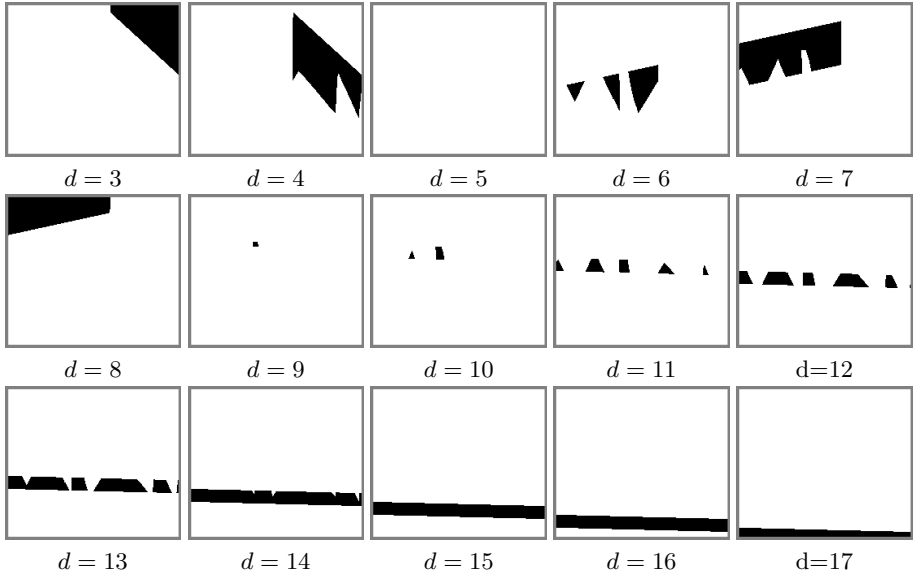 d = 3 d = 4 d = 5 d = 6 d = 7
d = 8 d = 9 d = 10 d = 11 d=12
d = 13 d = 14 d = 15 d = 16 d=17